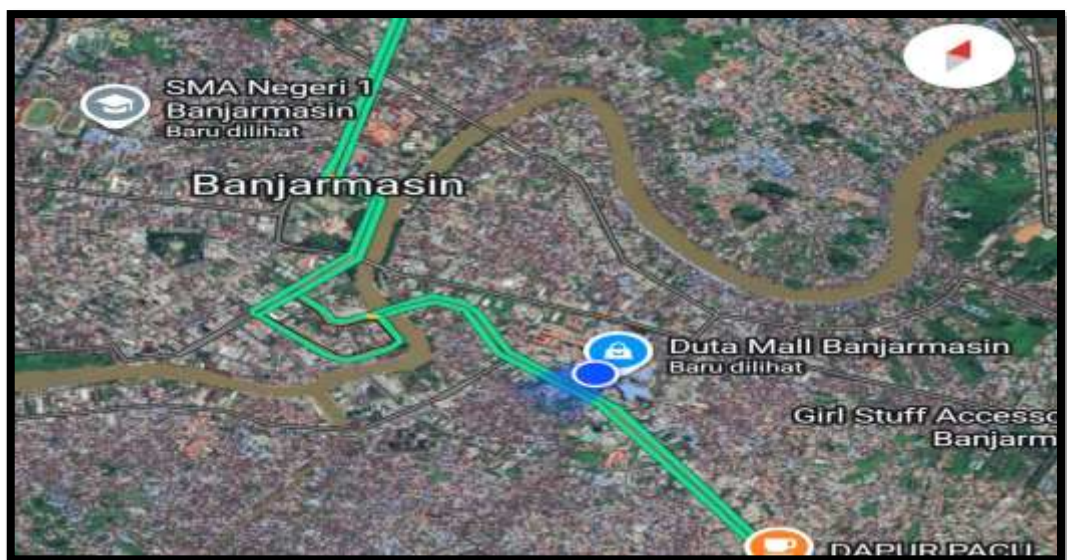 SMA Negeri 1
Banjarmasin
Baru dilihat
Banjarmasin
Duta Mall Banjarmasin
Baru dilihat
Girl Stuff Accesso
Banjarm
DAPUR PACU